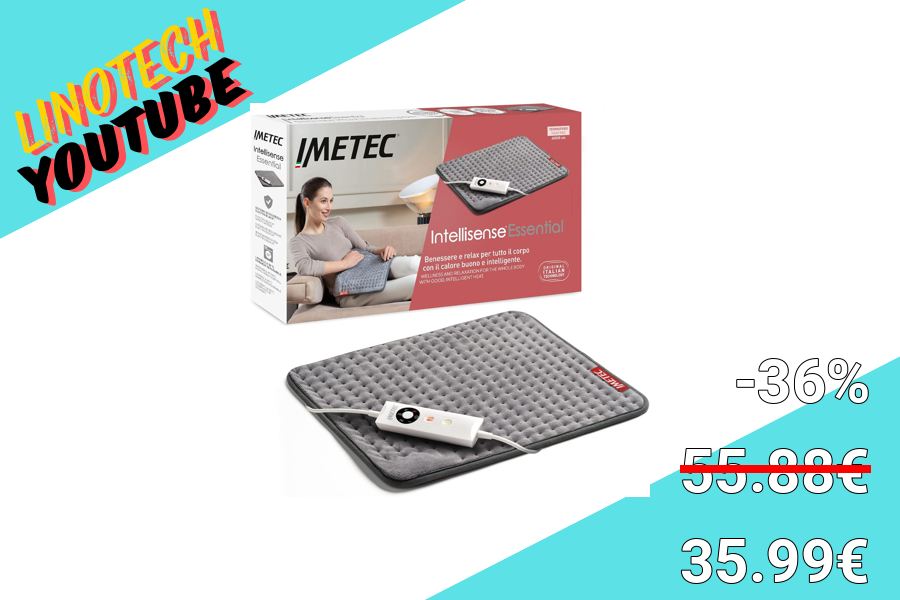 LINOTECH
YOUTUBE
IMETEC
Intellisense
Essential
IMETEC
Intellisense Essential
Benessere e relax per tutto il corpo
con il calore buono e intelligente.
WELLNESS AND RELAXATION FOR THE WHOLE BODY
WITH GOOD, INTELLIGENT HEAT.
ORIGINAL
ITALIAN
TECHNOLOGY
IMETEC
-36%
55.88€
35.99€